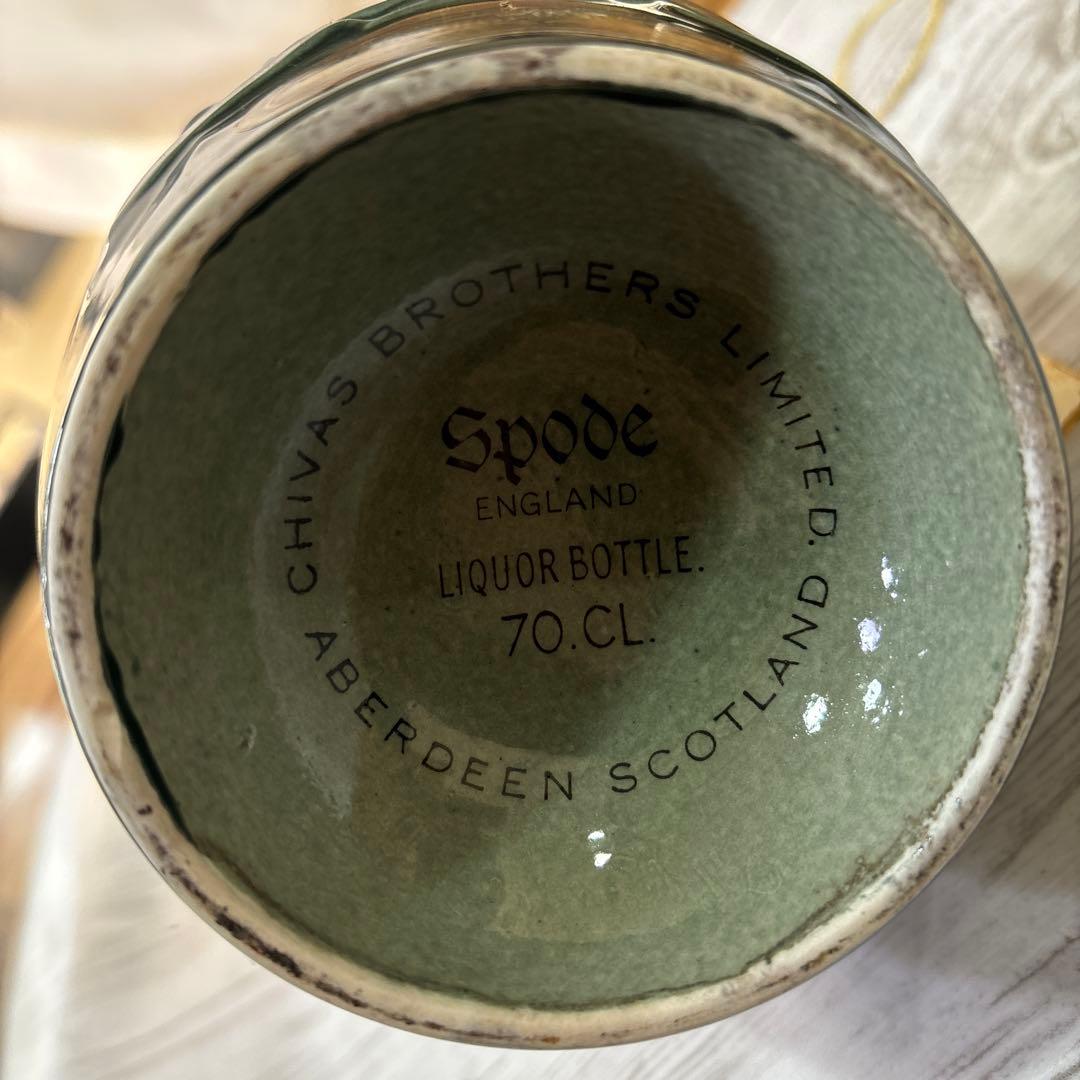 CHIVAS BROTHERS LIMITED.
Spode
ENGLAND
LIQUOR BOTTLE.
70.CL.
ABERDEEN SCOTLAND